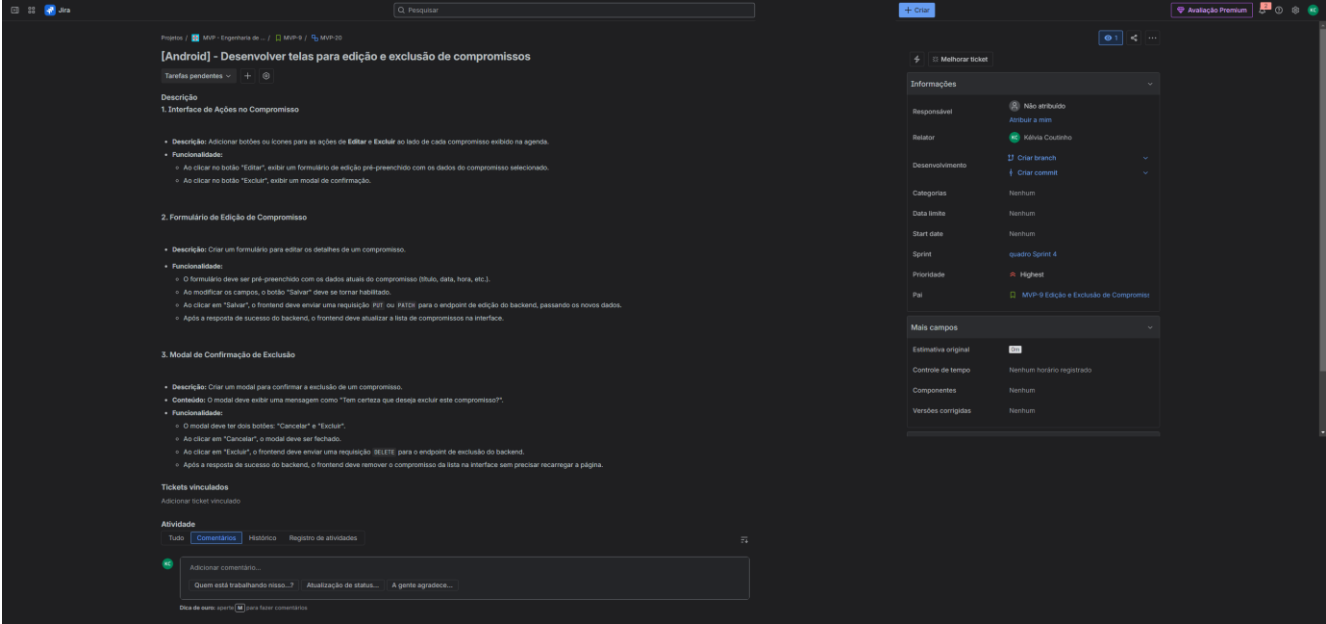 Jira
Pesquisar
+ Criar
Avaliação Premium
KC
Projetos / MVP - Engenharia de ... / MVP-9 / MVP-20
1
[Android] - Desenvolver telas para edição e exclusão de compromissos
Tarefas pendentes
Melhorar ticket
Descrição
1. Interface de Ações no Compromisso
• Descrição: Adicionar botões ou ícones para as ações de Editar e Excluir ao lado de cada compromisso exibido na agenda.
• Funcionalidade:
Ao clicar no botão "Editar", exibir um formulário de edição pré-preenchido com os dados do compromisso selecionado.
Ao clicar no botão "Excluir", exibir um modal de confirmação.
2. Formulário de Edição de Compromisso
• Descrição: Criar um formulário para editar os detalhes de um compromisso.
• Funcionalidade:
O formulário deve ser pré-preenchido com os dados atuais do compromisso (título, data, hora, etc.).
Ao modificar os campos, o botão "Salvar" deve se tornar habilitado.
Ao clicar em "Salvar", o frontend deve enviar uma requisição PUT ou PATCH para o endpoint de edição do backend, passando os novos dados.
Após a resposta de sucesso do backend, o frontend deve atualizar a lista de compromissos na interface.
3. Modal de Confirmação de Exclusão
• Descrição: Criar um modal para confirmar a exclusão de um compromisso.
• Conteúdo: O modal deve exibir uma mensagem como "Tem certeza que deseja excluir este compromisso?".
• Funcionalidade:
O modal deve ter dois botões: "Cancelar" e "Excluir".
Ao clicar em "Cancelar", o modal deve ser fechado.
Ao clicar em "Excluir", o frontend deve enviar uma requisição DELETE para o endpoint de exclusão do backend.
Após a resposta de sucesso do backend, o frontend deve remover o compromisso da lista na interface sem precisar recarregar a página.
Tickets vinculados
Adicionar ticket vinculado
Atividade
Tudo Comentários Histórico Registro de atividades
KC
Adicionar comentário...
Quem está trabalhando nisso...? Atualização de status... A gente agradece...
Dica de ouro: aperte M para fazer comentários
Informações
Responsável Não atribuído
Atribuir a mim
Relator KC Kélvia Coutinho
Desenvolvimento Criar branch
Criar commit
Categorias Nenhum
Data limite Nenhum
Start date Nenhum
Sprint quadro Sprint 4
Prioridade Highest
Pai MVP-9 Edição e Exclusão de Compromiss
Mais campos
Estimativa original
Controle de tempo Nenhum horário registrado
Componentes Nenhum
Versões corrigidas Nenhum